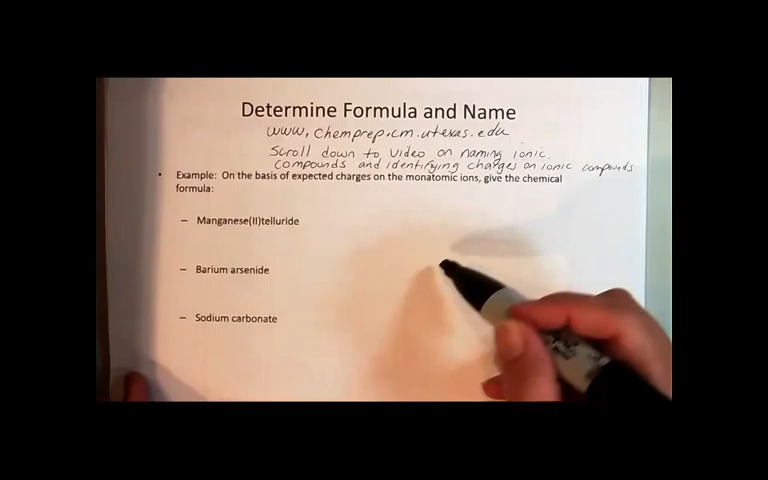 Determine Formula and Name
www.chemprep.cm.utexas.edu
Scroll down to Video on naming ionic
compounds and identifying charges on ionic compounds
• Example: On the basis of expected charges on the monatomic ions, give the chemical
formula:
– Manganese(II)telluride
– Barium arsenide
– Sodium carbonate